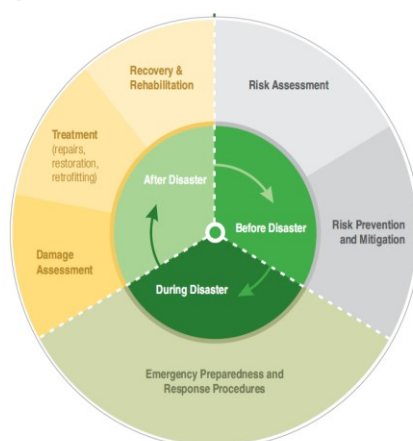 Recovery &
Rehabilitation
Risk Assessment
Treatment
(repairs,
restoration,
retrofitting)
After Disaster
Before Disaster
Risk Prevention
and Mitigation
Damage
Assessment
During Disaster
Emergency Preparedness and
Response Procedures